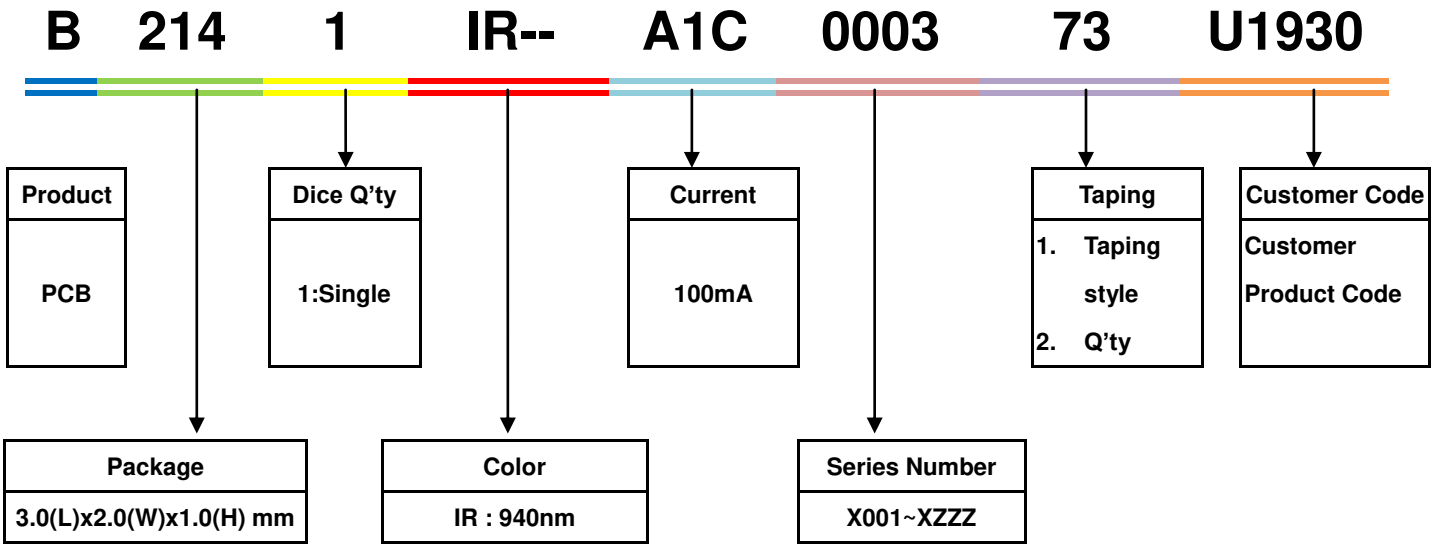 B 214 1 IR-- A1C 0003 73 U1930
Product
PCB
Dice Q’ty
1:Single
Current
100mA
Taping
1. Taping
style
2. Q’ty
Customer Code
Customer
Product Code
Package
3.0(L)x2.0(W)x1.0(H) mm
Color
IR : 940nm
Series Number
X001~XZZZ